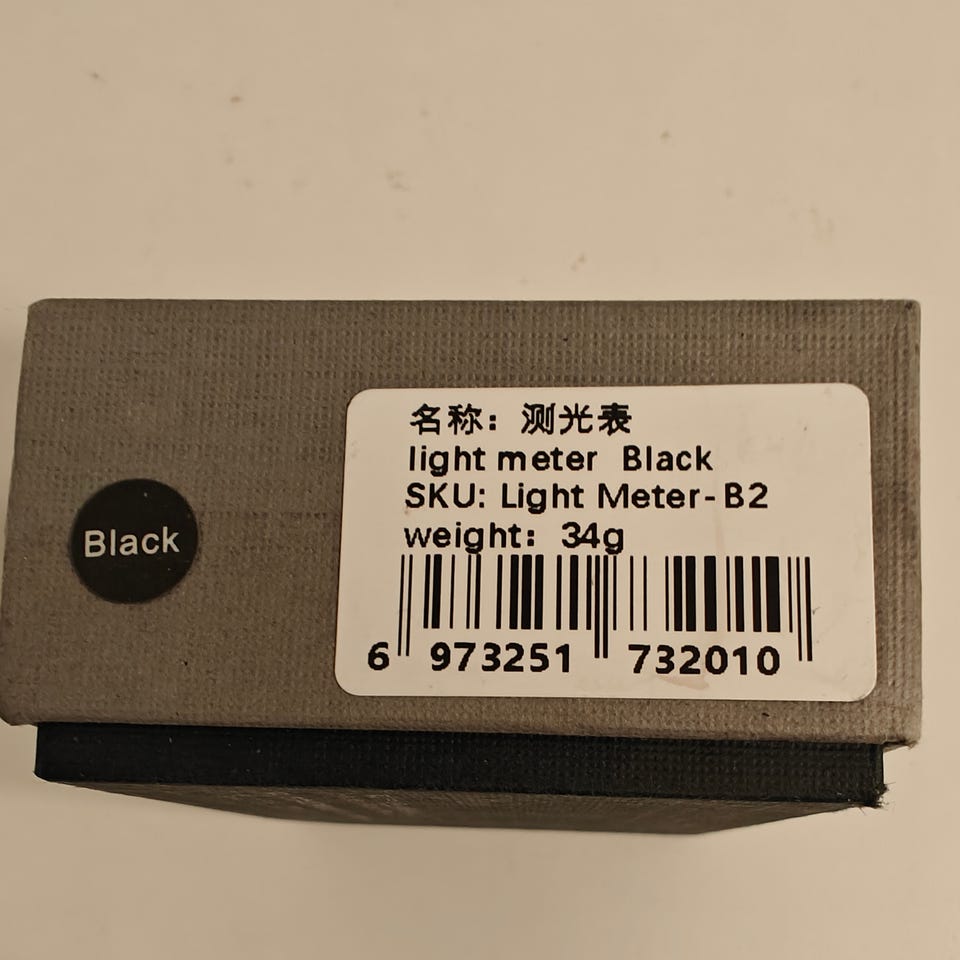 Black
名称：测光表
light meter Black
SKU: Light Meter-B2
weight：34g
6 973251 732010